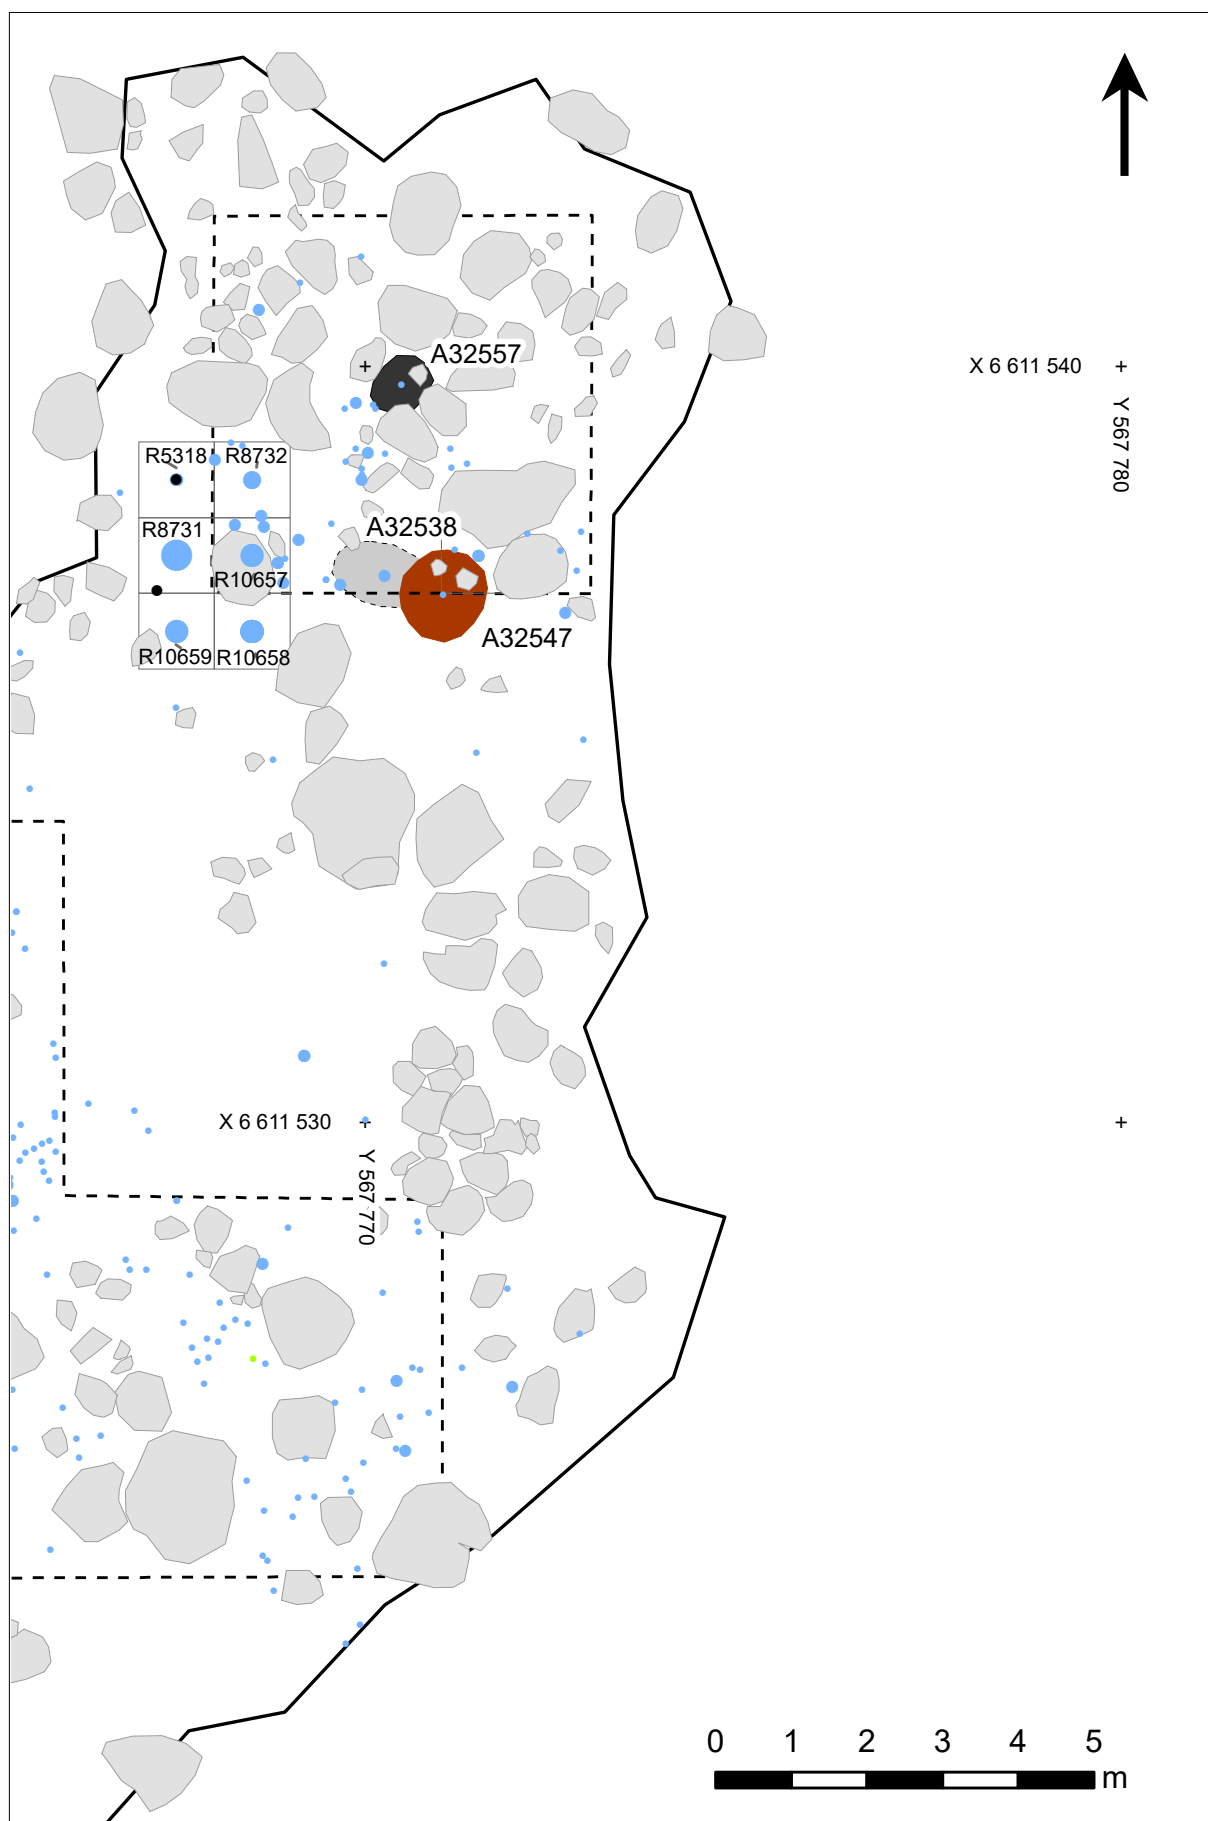 A32557
X 6 611 540
Y 567 780
R5318
R8732
R8731
A32538
R10657
A32547
R10659
R10658
X 6 611 530
Y 567 770
0 1 2 3 4 5
m